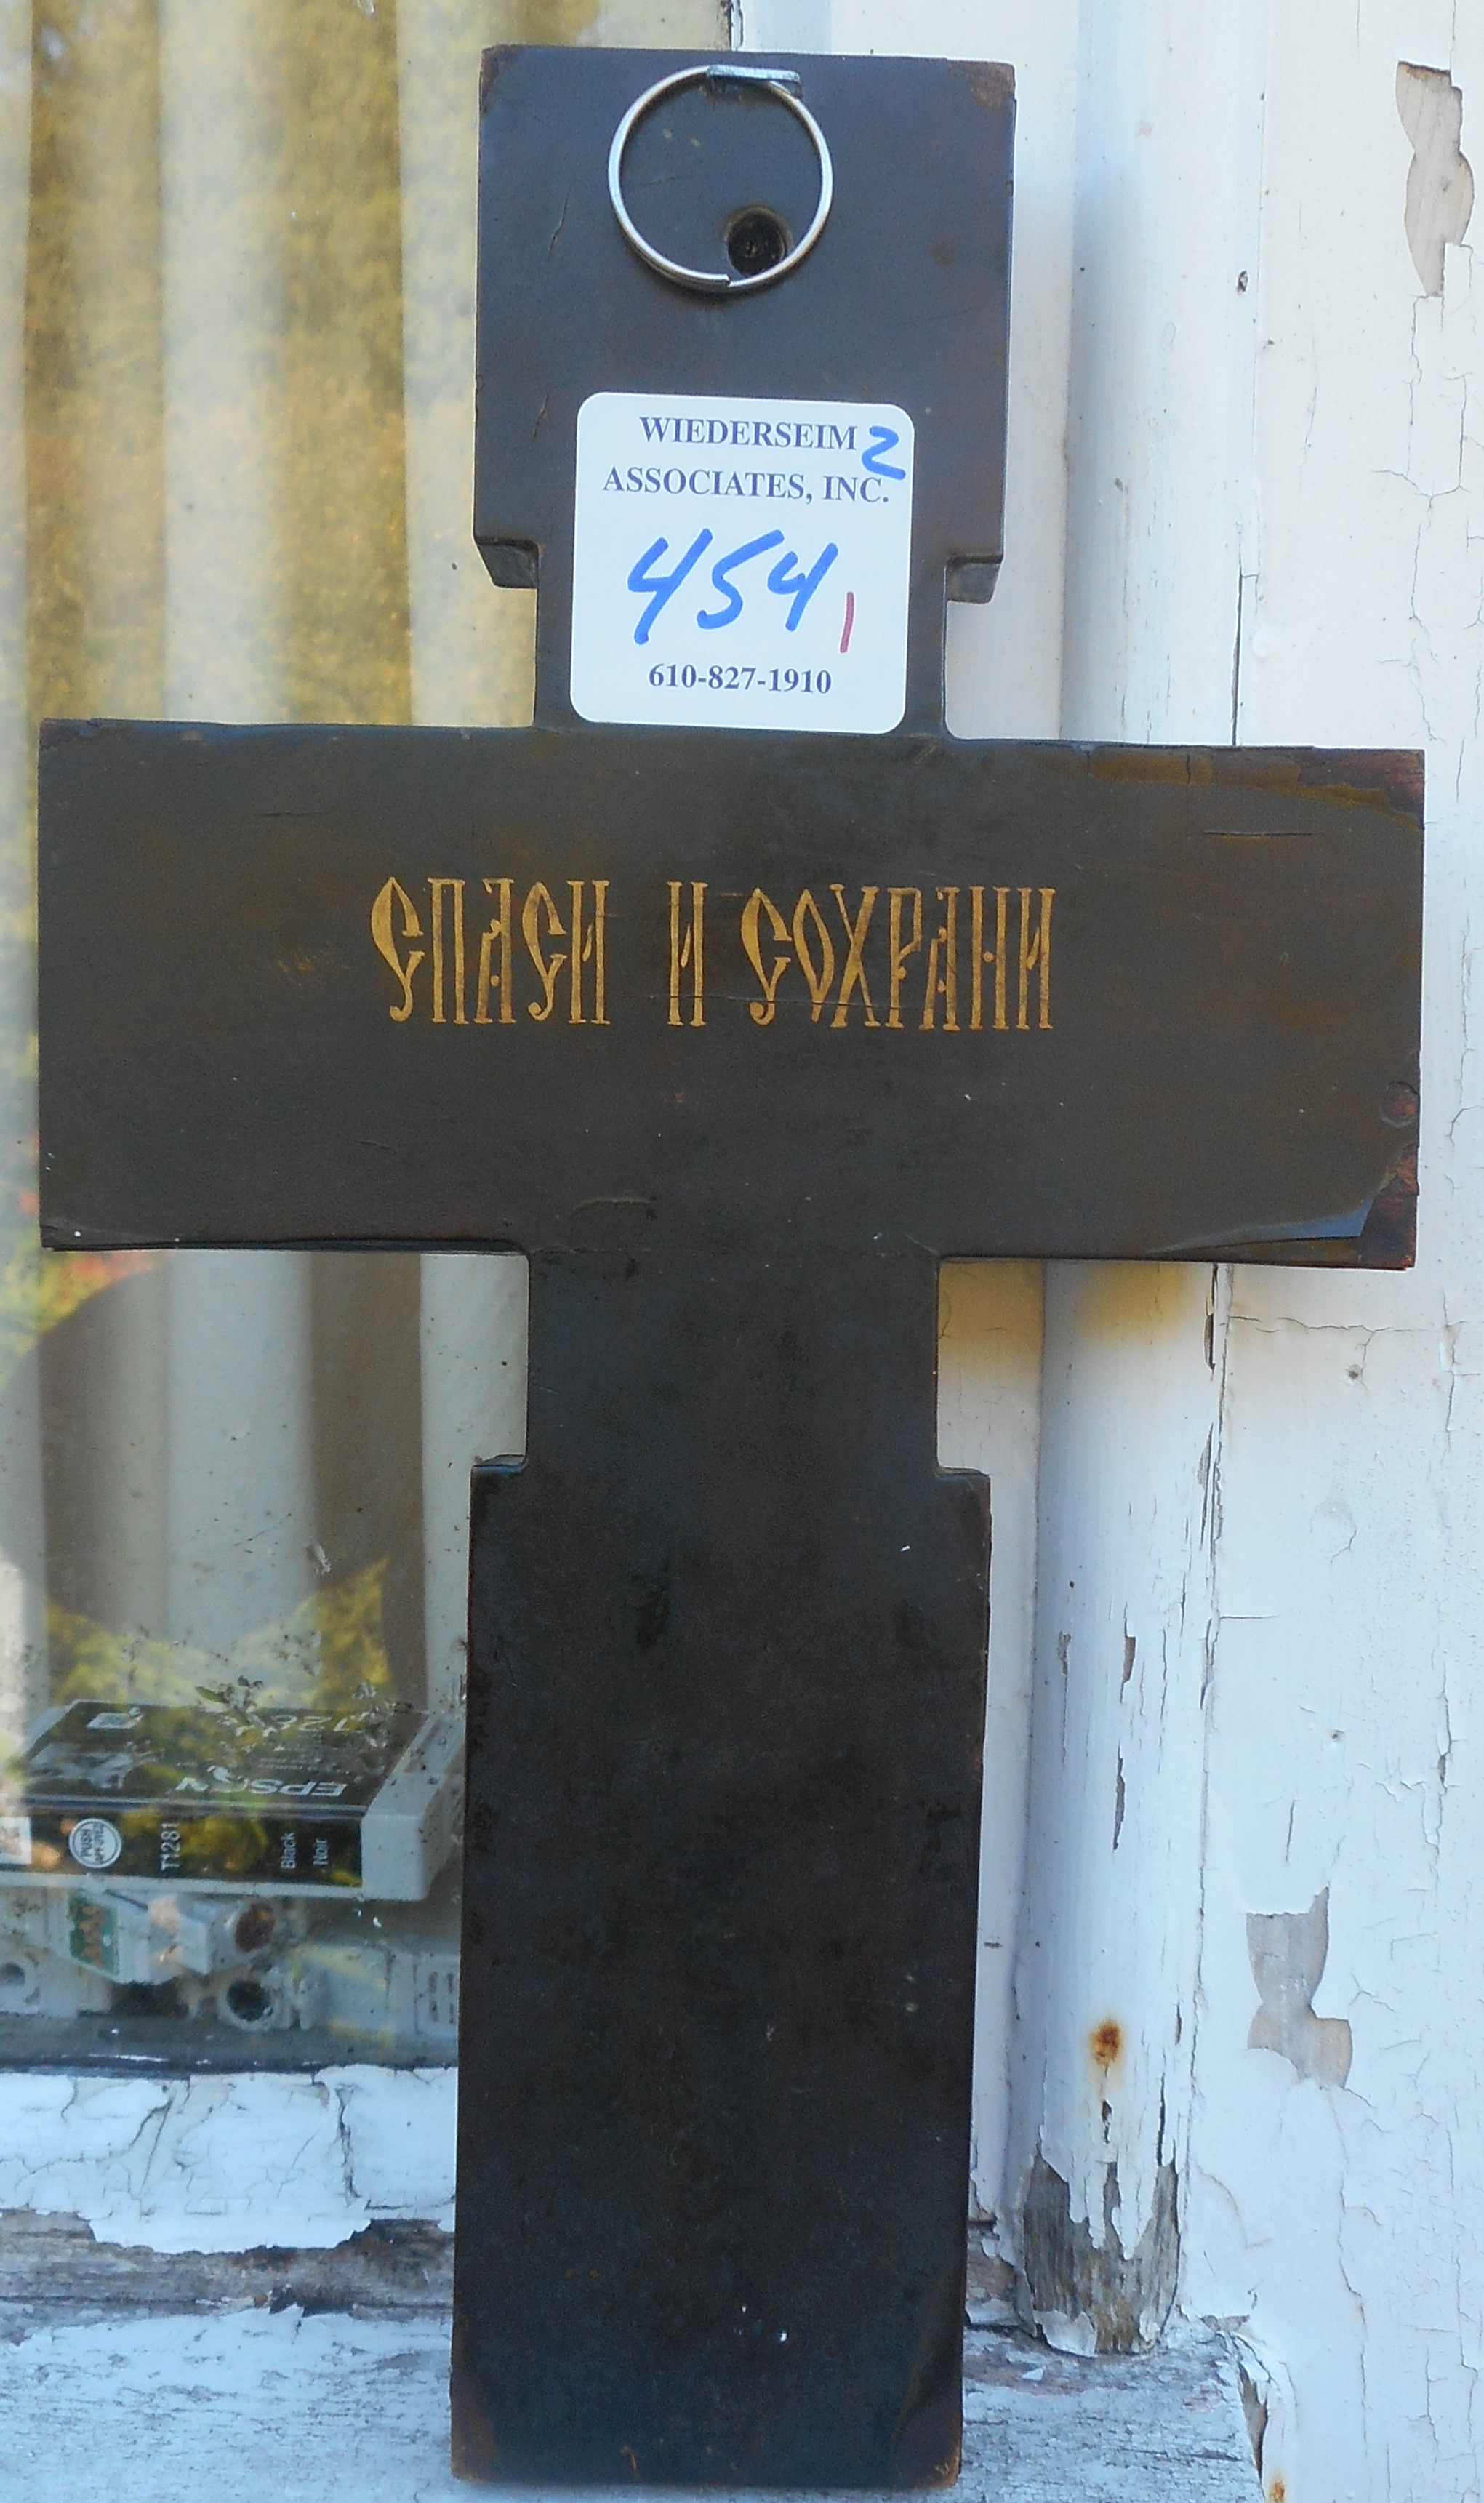 WIEDERSEIM 2
ASSOCIATES, INC.
454 1
610-827-1910
СПАСИ И СОХРАНИ
EPSON
T1281
Black
Noir